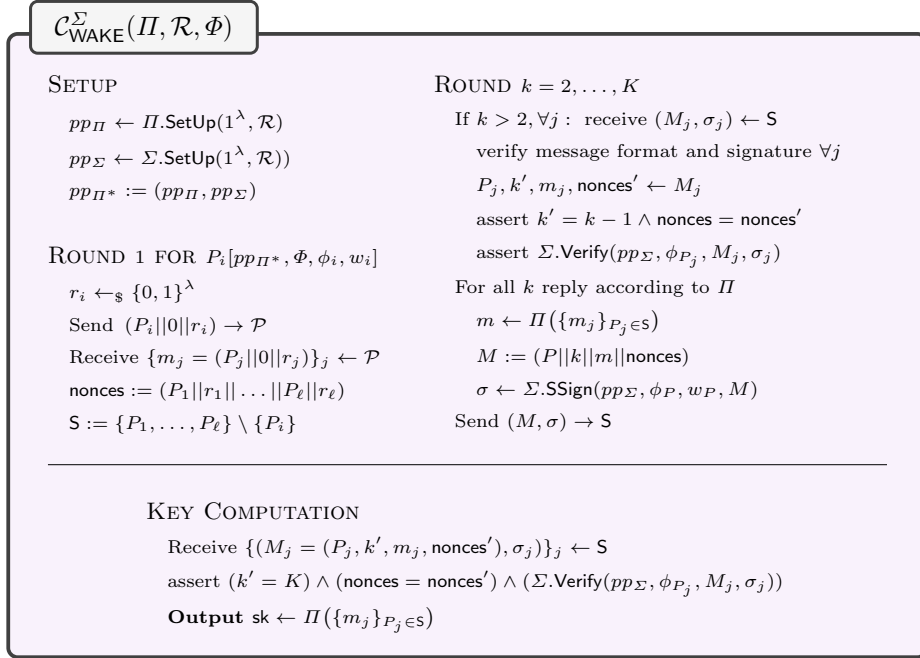 𝒞^Σ_WAKE(Π, ℛ, Φ)
SETUP
pp_Π ← Π.SetUp(1^λ, ℛ)
pp_Σ ← Σ.SetUp(1^λ, ℛ))
pp_Π* := (pp_Π, pp_Σ)
ROUND 1 FOR P_i[pp_Π*, Φ, ϕ_i, w_i]
r_i ←_$ {0, 1}^λ
Send (P_i||0||r_i) → 𝒫
Receive {m_j = (P_j||0||r_j)}_j ← 𝒫
nonces := (P_1||r_1|| . . . ||P_ℓ||r_ℓ)
S := {P_1, . . . , P_ℓ} \ {P_i}
ROUND k = 2, . . . , K
If k > 2, ∀j : receive (M_j, σ_j) ← S
verify message format and signature ∀j
P_j, k′, m_j, nonces′ ← M_j
assert k′ = k − 1 ∧ nonces = nonces′
assert Σ.Verify(pp_Σ, ϕ_{P_j}, M_j, σ_j)
For all k reply according to Π
m ← Π({m_j}_{P_j∈S})
M := (P||k||m||nonces)
σ ← Σ.SSign(pp_Σ, ϕ_P, w_P, M)
Send (M, σ) → S
KEY COMPUTATION
Receive {(M_j = (P_j, k′, m_j, nonces′), σ_j)}_j ← S
assert (k′ = K) ∧ (nonces = nonces′) ∧ (Σ.Verify(pp_Σ, ϕ_{P_j}, M_j, σ_j))
Output sk ← Π({m_j}_{P_j∈S})